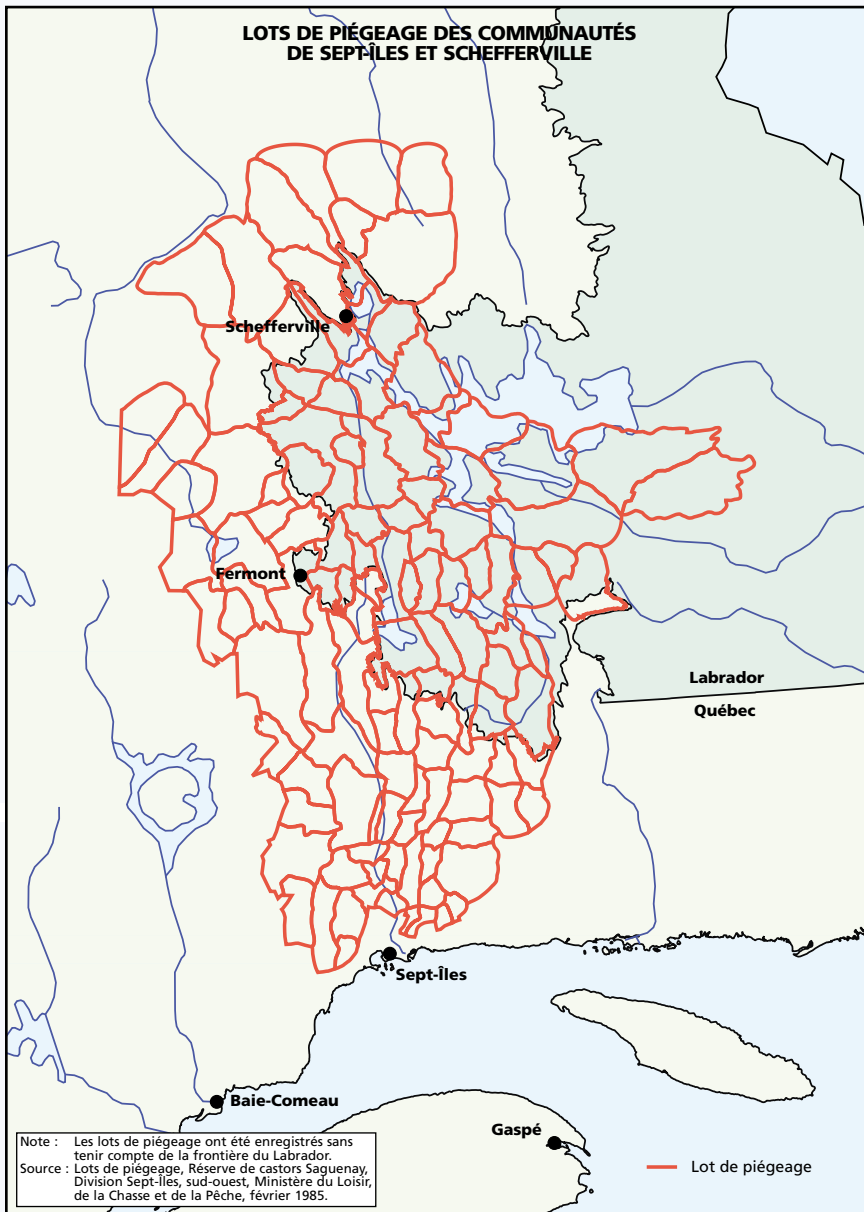 LOTS DE PIÉGEAGE DES COMMUNAUTÉS
DE SEPT-ÎLES ET SCHEFFERVILLE
Schefferville
Fermont
Labrador
Québec
Sept-Îles
Baie-Comeau
Gaspé
Note : Les lots de piégeage ont été enregistrés sans
tenir compte de la frontière du Labrador.
Source : Lots de piégeage, Réserve de castors Saguenay,
Division Sept-Îles, sud-ouest, Ministère du Loisir,
de la Chasse et de la Pêche, février 1985.
Lot de piégeage